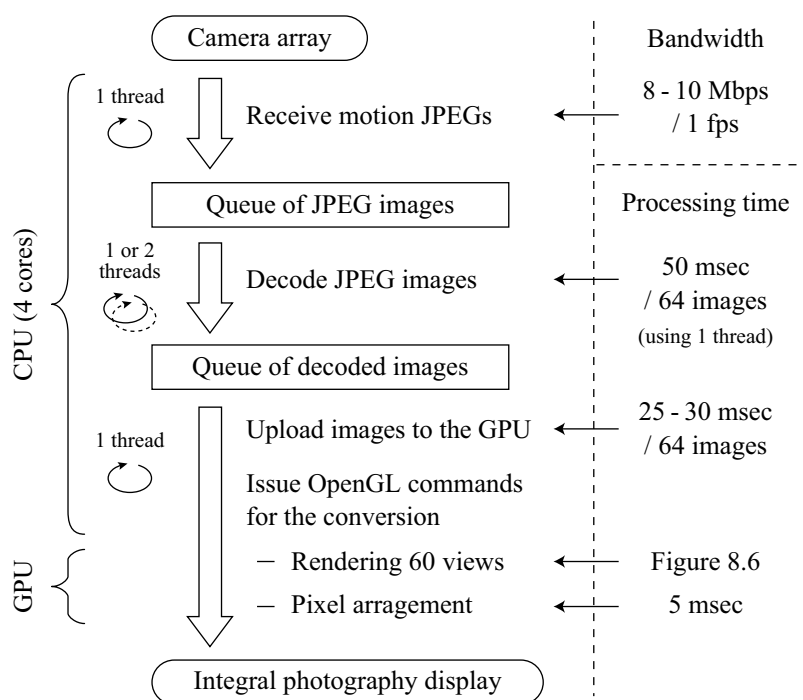 Camera array
Bandwidth
1 thread
Receive motion JPEGs
8 - 10 Mbps
/ 1 fps
Queue of JPEG images
Processing time
CPU (4 cores)
1 or 2
threads
Decode JPEG images
50 msec
/ 64 images
(using 1 thread)
Queue of decoded images
1 thread
Upload images to the GPU
25 - 30 msec
/ 64 images
Issue OpenGL commands
for the conversion
GPU
– Rendering 60 views
Figure 8.6
– Pixel arragement
5 msec
Integral photography display